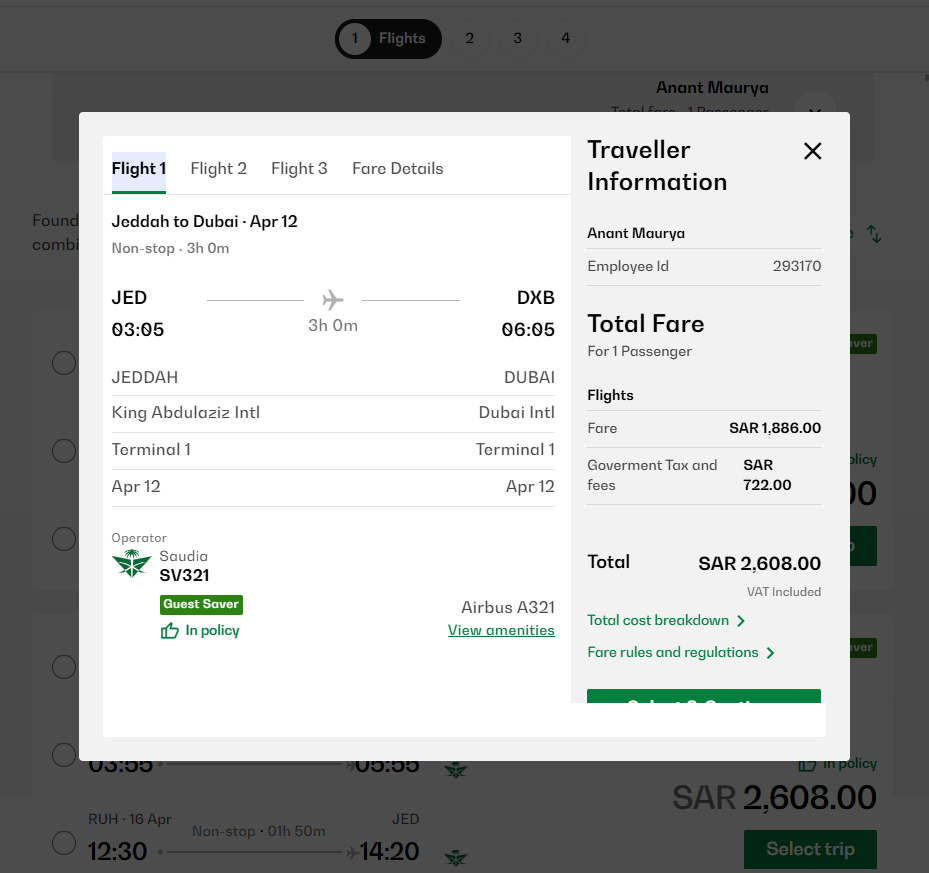 1 Flights 2 3 4
Anant Maurya
Total fare · 1 Passenger
Found
combi
Flight 1 Flight 2 Flight 3 Fare Details
Jeddah to Dubai · Apr 12
Non-stop · 3h 0m
JED DXB
03:05 3h 0m 06:05
JEDDAH DUBAI
King Abdulaziz Intl Dubai Intl
Terminal 1 Terminal 1
Apr 12 Apr 12
Operator
Saudia
SV321
Guest Saver
In policy
Airbus A321
View amenities
Traveller
Information
Anant Maurya
Employee Id 293170
Total Fare
For 1 Passenger
Flights
Fare SAR 1,886.00
Goverment Tax and SAR
fees 722.00
Total SAR 2,608.00
VAT Included
Total cost breakdown
Fare rules and regulations
03:55 05:55
In policy
SAR 2,608.00
RUH · 16 Apr Non-stop · 01h 50m JED
12:30 14:20
Select trip